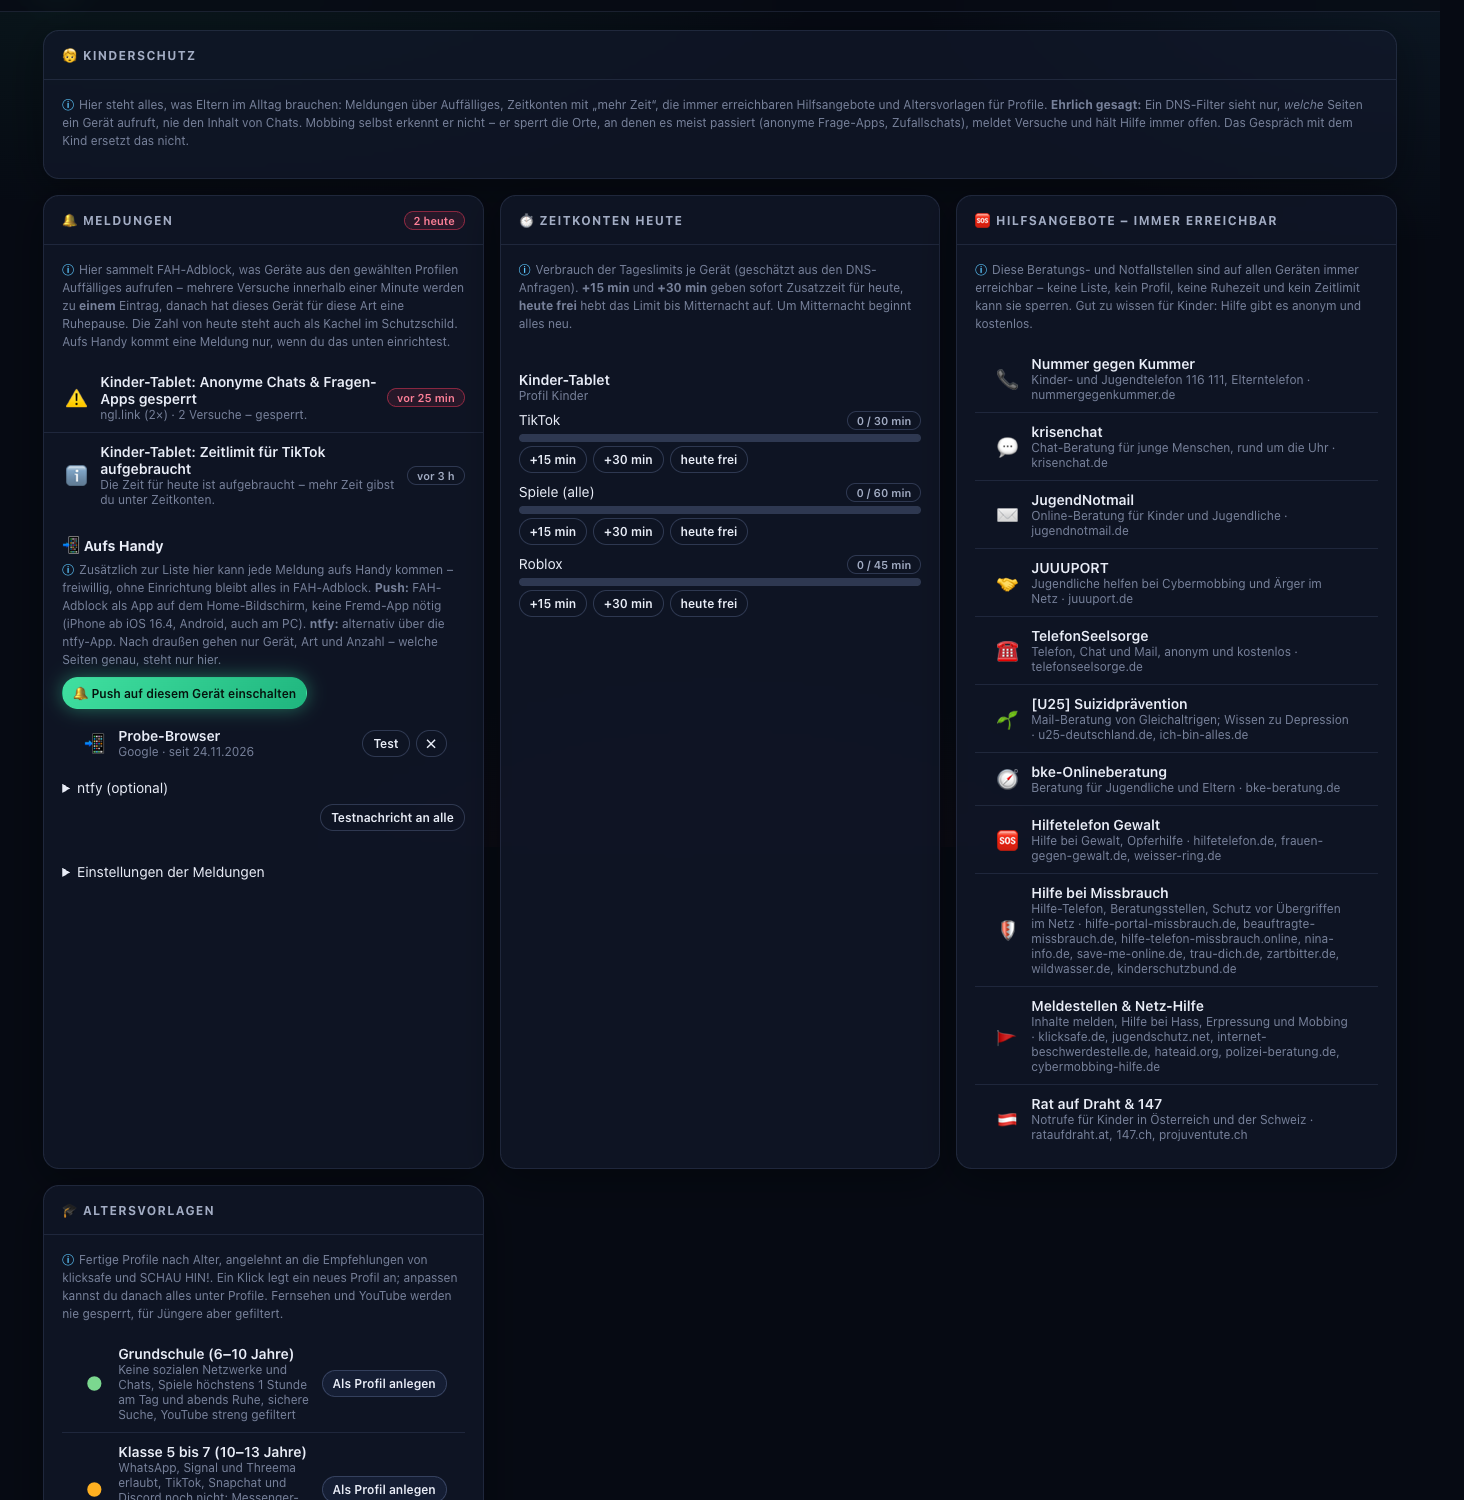 KINDERSCHUTZ
ⓘ Hier steht alles, was Eltern im Alltag brauchen: Meldungen über Auffälliges, Zeitkonten mit „mehr Zeit“, die immer erreichbaren Hilfsangebote und Altersvorlagen für Profile. Ehrlich gesagt: Ein DNS-Filter sieht nur, welche Seiten
ein Gerät aufruft, nie den Inhalt von Chats. Mobbing selbst erkennt er nicht – er sperrt die Orte, an denen es meist passiert (anonyme Frage-Apps, Zufallschats), meldet Versuche und hält Hilfe immer offen. Das Gespräch mit dem
Kind ersetzt das nicht.
MELDUNGEN
2 heute
ⓘ Hier sammelt FAH-Adblock, was Geräte aus den gewählten Profilen
Auffälliges aufrufen – mehrere Versuche innerhalb einer Minute werden
zu einem Eintrag, danach hat dieses Gerät für diese Art eine
Ruhepause. Die Zahl von heute steht auch als Kachel im Schutzschild.
Aufs Handy kommt eine Meldung nur, wenn du das unten einrichtest.
Kinder-Tablet: Anonyme Chats & Fragen-
Apps gesperrt
ngl.link (2×) · 2 Versuche – gesperrt.
vor 25 min
Kinder-Tablet: Zeitlimit für TikTok
aufgebraucht
Die Zeit für heute ist aufgebraucht – mehr Zeit gibst
du unter Zeitkonten.
vor 3 h
Aufs Handy
ⓘ Zusätzlich zur Liste hier kann jede Meldung aufs Handy kommen –
freiwillig, ohne Einrichtung bleibt alles in FAH-Adblock. Push: FAH-
Adblock als App auf dem Home-Bildschirm, keine Fremd-App nötig
(iPhone ab iOS 16.4, Android, auch am PC). ntfy: alternativ über die
ntfy-App. Nach draußen gehen nur Gerät, Art und Anzahl – welche
Seiten genau, steht nur hier.
Push auf diesem Gerät einschalten
Probe-Browser
Google · seit 24.11.2026
Test
✕
▶ ntfy (optional)
Testnachricht an alle
▶ Einstellungen der Meldungen
ZEITKONTEN HEUTE
ⓘ Verbrauch der Tageslimits je Gerät (geschätzt aus den DNS-
Anfragen). +15 min und +30 min geben sofort Zusatzzeit für heute,
heute frei hebt das Limit bis Mitternacht auf. Um Mitternacht beginnt
alles neu.
Kinder-Tablet
Profil Kinder
TikTok
0 / 30 min
+15 min
+30 min
heute frei
Spiele (alle)
0 / 60 min
+15 min
+30 min
heute frei
Roblox
0 / 45 min
+15 min
+30 min
heute frei
SOS HILFSANGEBOTE – IMMER ERREICHBAR
ⓘ Diese Beratungs- und Notfallstellen sind auf allen Geräten immer
erreichbar – keine Liste, kein Profil, keine Ruhezeit und kein Zeitlimit
kann sie sperren. Gut zu wissen für Kinder: Hilfe gibt es anonym und
kostenlos.
Nummer gegen Kummer
Kinder- und Jugendtelefon 116 111, Elterntelefon ·
nummergegenkummer.de
krisenchat
Chat-Beratung für junge Menschen, rund um die Uhr ·
krisenchat.de
JugendNotmail
Online-Beratung für Kinder und Jugendliche ·
jugendnotmail.de
JUUUPORT
Jugendliche helfen bei Cybermobbing und Ärger im
Netz · juuuport.de
TelefonSeelsorge
Telefon, Chat und Mail, anonym und kostenlos ·
telefonseelsorge.de
[U25] Suizidprävention
Mail-Beratung von Gleichaltrigen; Wissen zu Depression
· u25-deutschland.de, ich-bin-alles.de
bke-Onlineberatung
Beratung für Jugendliche und Eltern · bke-beratung.de
SOS
Hilfetelefon Gewalt
Hilfe bei Gewalt, Opferhilfe · hilfetelefon.de, frauen-
gegen-gewalt.de, weisser-ring.de
Hilfe bei Missbrauch
Hilfe-Telefon, Beratungsstellen, Schutz vor Übergriffen
im Netz · hilfe-portal-missbrauch.de, beauftragte-
missbrauch.de, hilfe-telefon-missbrauch.online, nina-
info.de, save-me-online.de, trau-dich.de, zartbitter.de,
wildwasser.de, kinderschutzbund.de
Meldestellen & Netz-Hilfe
Inhalte melden, Hilfe bei Hass, Erpressung und Mobbing
· klicksafe.de, jugendschutz.net, internet-
beschwerdestelle.de, hateaid.org, polizei-beratung.de,
cybermobbing-hilfe.de
Rat auf Draht & 147
Notrufe für Kinder in Österreich und der Schweiz ·
rataufdraht.at, 147.ch, projuventute.ch
ALTERSVORLAGEN
ⓘ Fertige Profile nach Alter, angelehnt an die Empfehlungen von
klicksafe und SCHAU HIN!. Ein Klick legt ein neues Profil an; anpassen
kannst du danach alles unter Profile. Fernsehen und YouTube werden
nie gesperrt, für Jüngere aber gefiltert.
Grundschule (6–10 Jahre)
Keine sozialen Netzwerke und
Chats, Spiele höchstens 1 Stunde
am Tag und abends Ruhe, sichere
Suche, YouTube streng gefiltert
Als Profil anlegen
Klasse 5 bis 7 (10–13 Jahre)
WhatsApp, Signal und Threema
erlaubt, TikTok, Snapchat und
Discord noch nicht; Messenger-
Als Profil anlegen